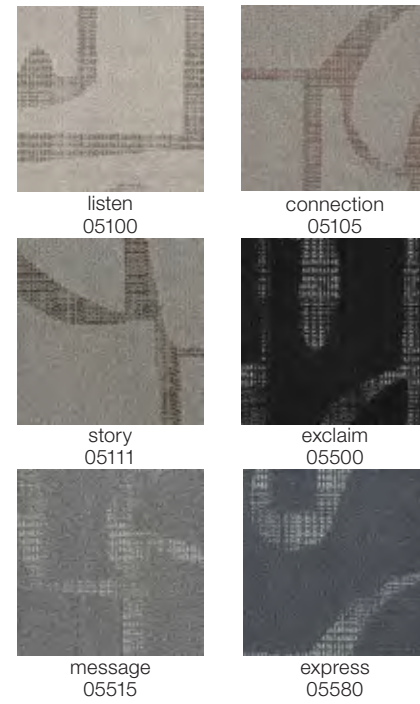 listen
05100
connection
05105
story
05111
exclaim
05500
message
05515
express
05580